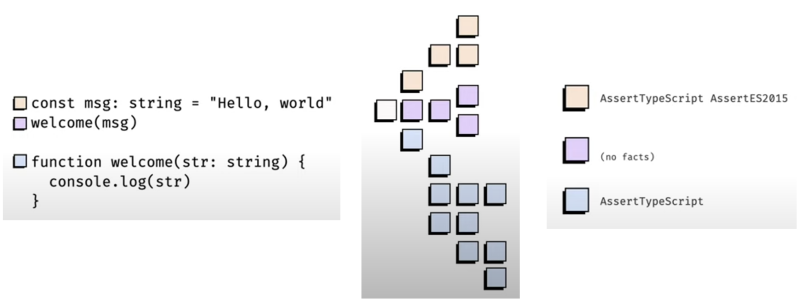 const msg: string = "Hello, world"
welcome(msg)
function welcome(str: string) {
console.log(str)
}
AssertTypeScript AssertES2015
(no facts)
AssertTypeScript